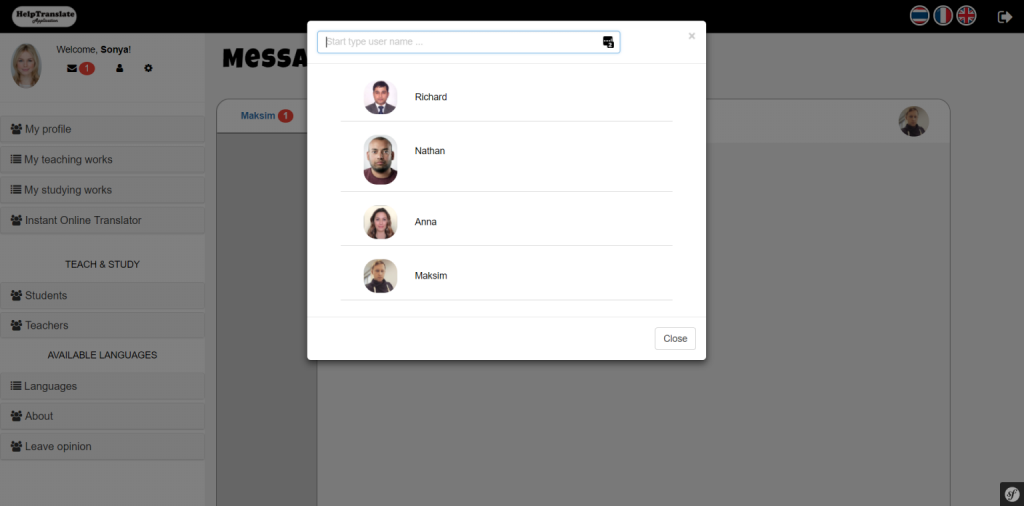 HelpTranslate
Application
Welcome, Sonya!
1
My profile
My teaching works
My studying works
Instant Online Translator
TEACH & STUDY
Students
Teachers
AVAILABLE LANGUAGES
Languages
About
Leave opinion
Messa
Maksim 1
Start type user name ...
×
Richard
Nathan
Anna
Maksim
Close
sf